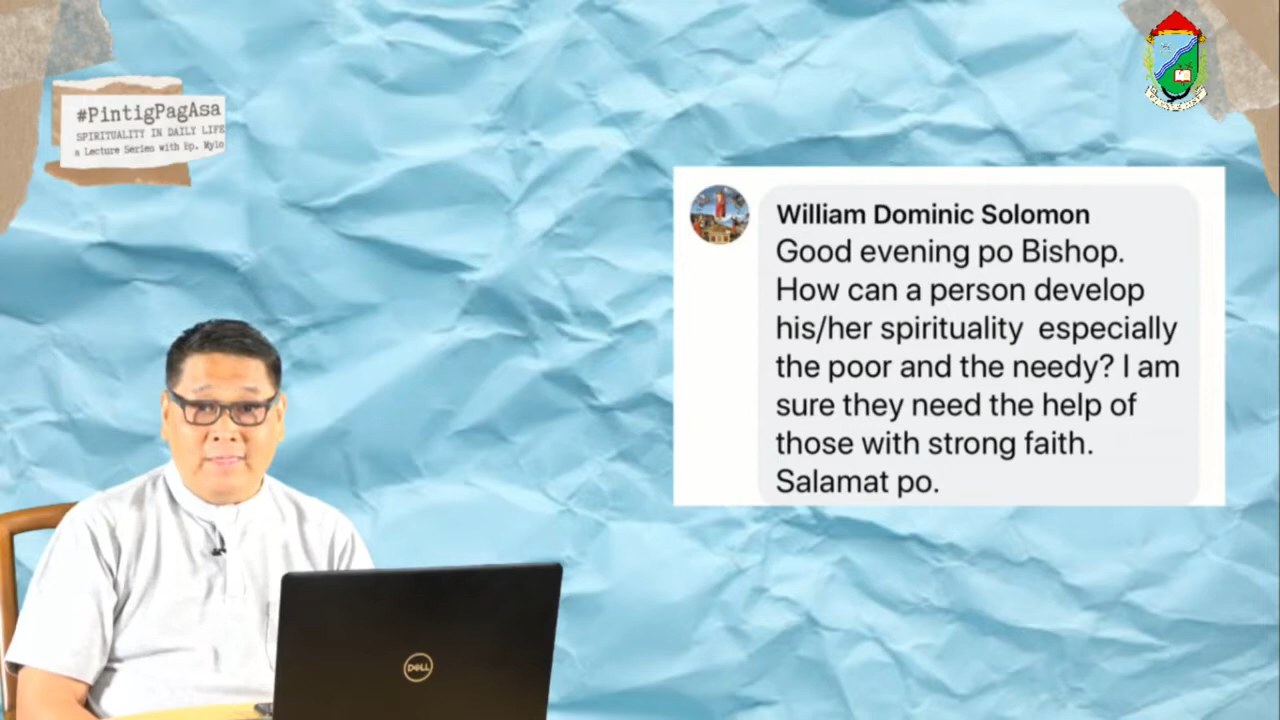 #PintigPagAsa
SPIRITUALITY IN DAILY LIFE
a Lecture Series with Bp. Mylo
William Dominic Solomon
Good evening po Bishop.
How can a person develop
his/her spirituality especially
the poor and the needy? I am
sure they need the help of
those with strong faith.
Salamat po.
DELL